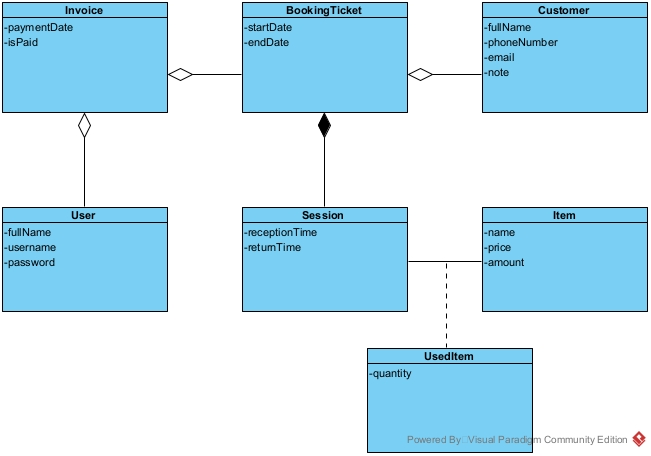 Invoice
-paymentDate
-isPaid
BookingTicket
-startDate
-endDate
Customer
-fullName
-phoneNumber
-email
-note
User
-fullName
-username
-password
Session
-receptionTime
-returnTime
Item
-name
-price
-amount
UsedItem
-quantity
Powered By Visual Paradigm Community Edition